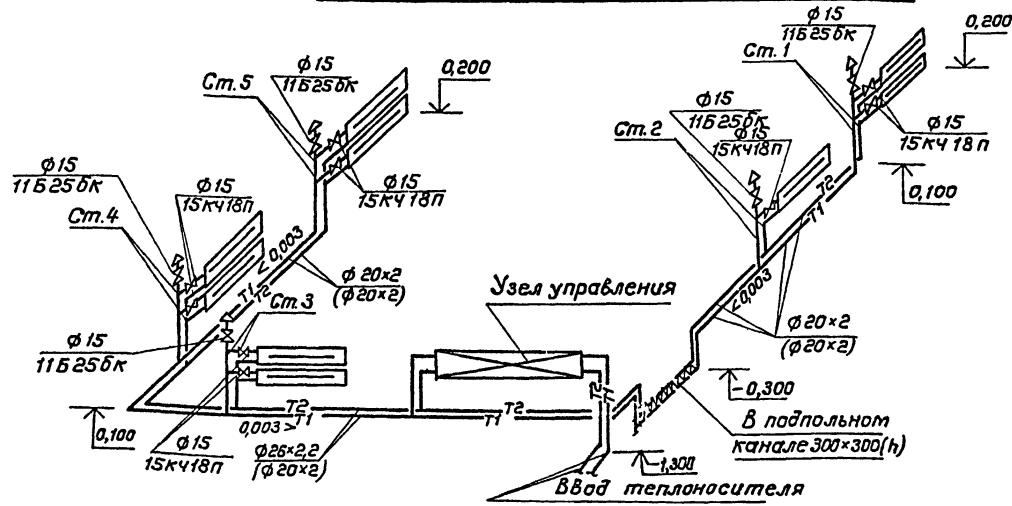 ф15
11Б25бк
Ст.1
0,200
Ст.5
ф15
11Б25бк
0,200
ф15
11Б25бк
Ст.2
ф15
15кч18п
ф15
15кч18п
ф15
11Б25бк
Ст.4
ф15
15кч18п
ф15
15кч18п
Т2
Т1
0,100
<0,003
Т1
Т2
ф20×2
(ф20×2)
Узел управления
<0,003
ф20×2
(ф20×2)
Ст.3
ф15
11Б25бк
-0,300
В подпольном
канале 300×300(h)
0,100
Т2
0,003>Т1
Т2
Т1
ф15
15кч18п
ф26×2,2
(ф20×2)
-1,300
Ввод теплоносителя